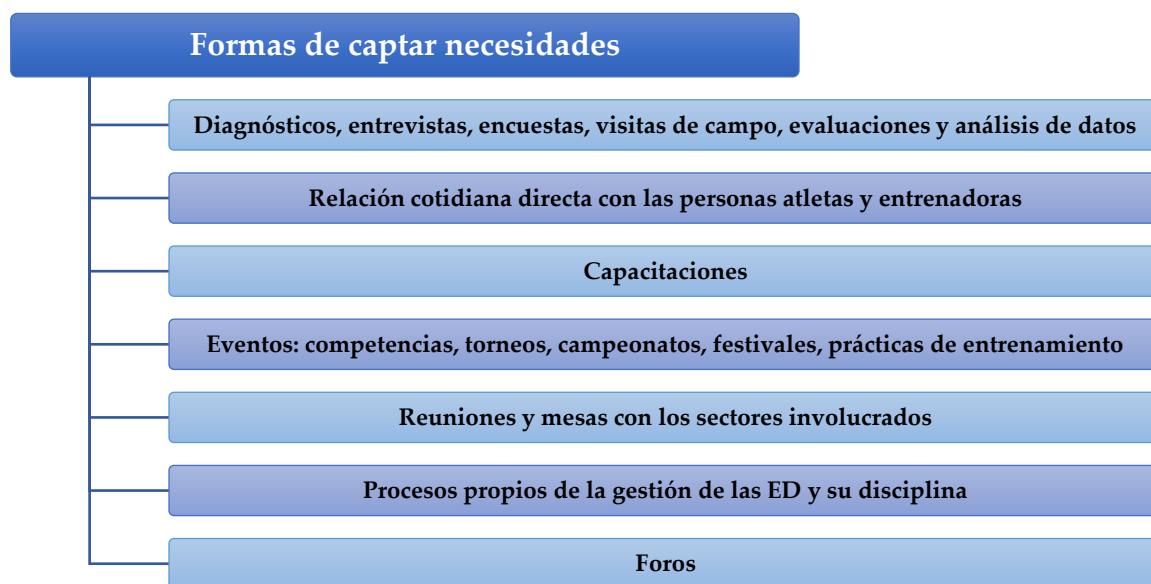 Formas de captar necesidades
Diagnósticos, entrevistas, encuestas, visitas de campo, evaluaciones y análisis de datos
Relación cotidiana directa con las personas atletas y entrenadoras
Capacitaciones
Eventos: competencias, torneos, campeonatos, festivales, prácticas de entrenamiento
Reuniones y mesas con los sectores involucrados
Procesos propios de la gestión de las ED y su disciplina
Foros